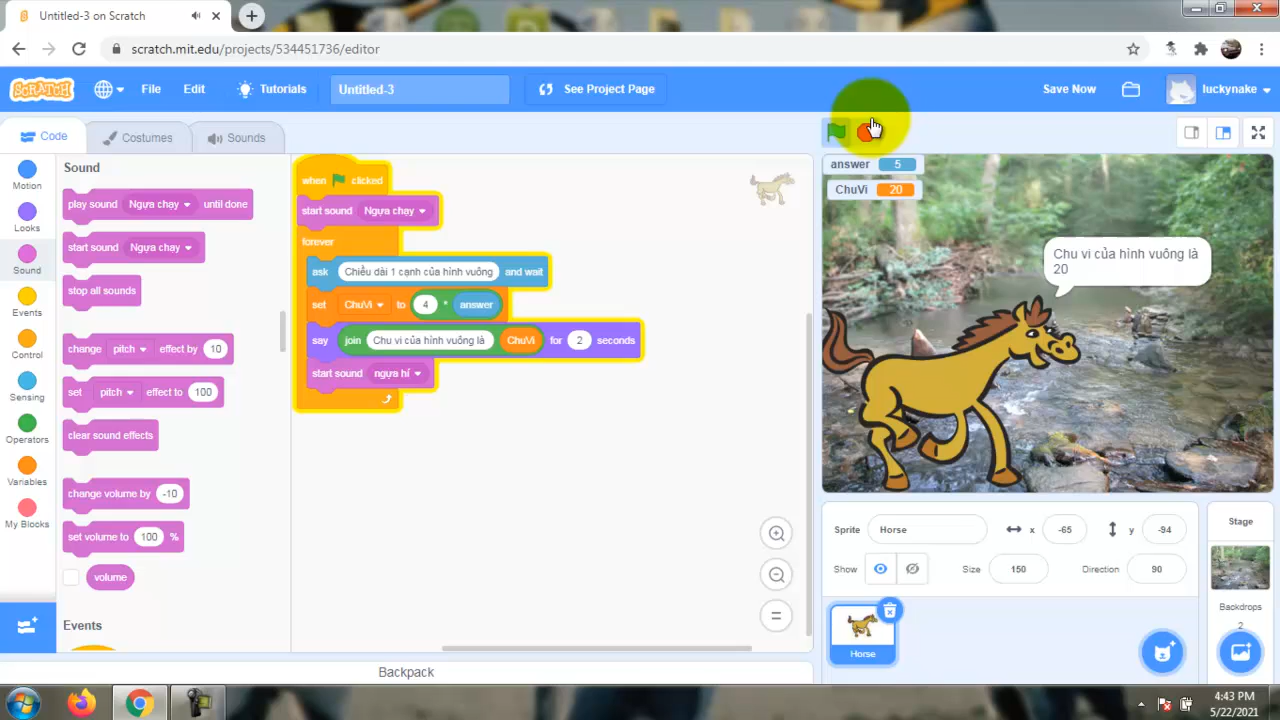 Untitled-3 on Scratch
scratch.mit.edu/projects/534451736/editor
SCRATCH File Edit Tutorials Untitled-3 See Project Page Save Now luckynake
Code Costumes Sounds
Motion
Looks
Sound
Events
Control
Sensing
Operators
Variables
My Blocks
Sound
play sound Ngựa chạy until done
start sound Ngựa chạy
stop all sounds
change pitch effect by 10
set pitch effect to 100
clear sound effects
change volume by -10
set volume to 100 %
volume
Events
when clicked
start sound Ngựa chạy
forever
ask Chiều dài 1 cạnh của hình vuông and wait
set ChuVi to 4 * answer
say join Chu vi của hình vuông là ChuVi for 2 seconds
start sound ngựa hí
Backpack
answer 5
ChuVi 20
Chu vi của hình vuông là
20
Sprite Horse x -65 y -94
Show Size 150 Direction 90
Horse
Stage
Backdrops
2
4:43 PM
5/22/2021